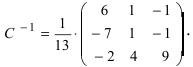 C⁻¹ = 1/13 · ( 6 1 −1
−7 1 −1
−2 4 9 ) .